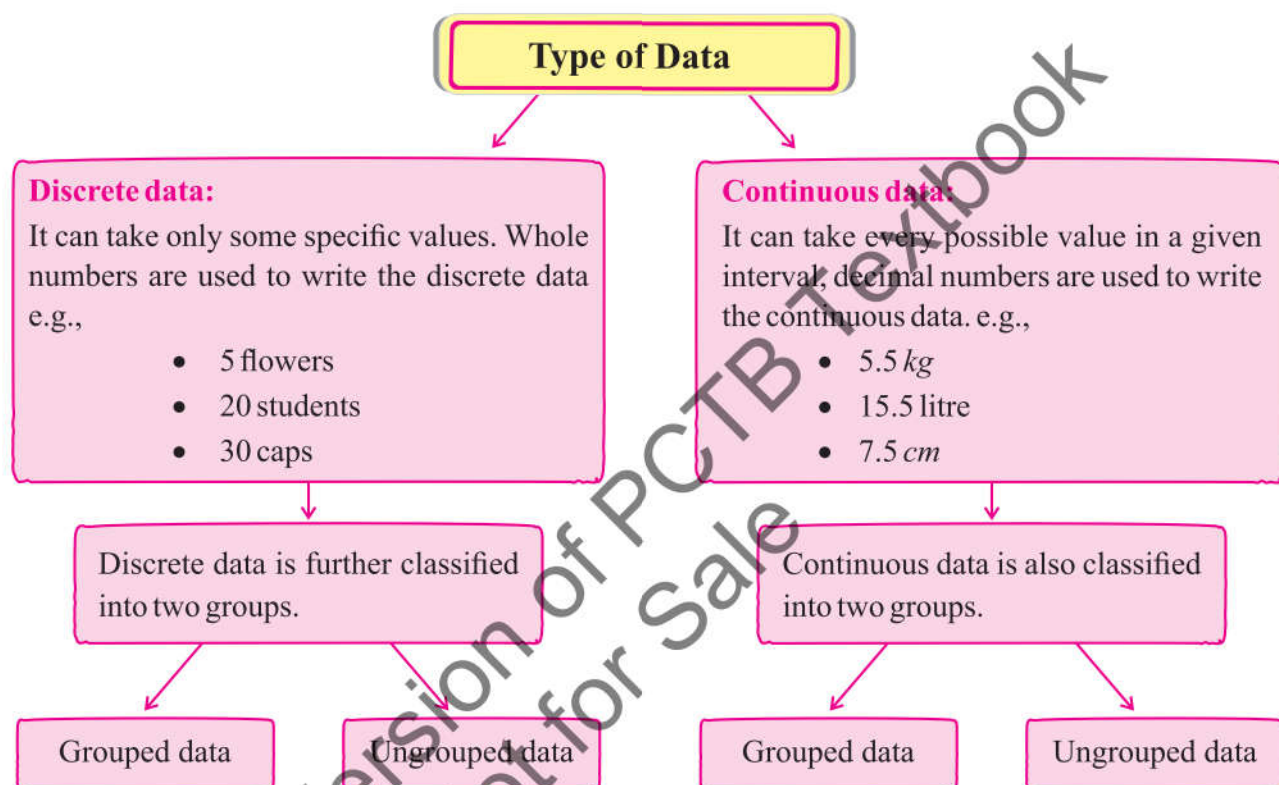 Type of Data
Discrete data:
It can take only some specific values. Whole
numbers are used to write the discrete data
e.g.,
• 5 flowers
• 20 students
• 30 caps
Continuous data:
It can take every possible value in a given
interval, decimal numbers are used to write
the continuous data. e.g.,
• 5.5 kg
• 15.5 litre
• 7.5 cm
Discrete data is further classified
into two groups.
Continuous data is also classified
into two groups.
Grouped data
Ungrouped data
Grouped data
Ungrouped data
of PCTB Textbook
for Sale